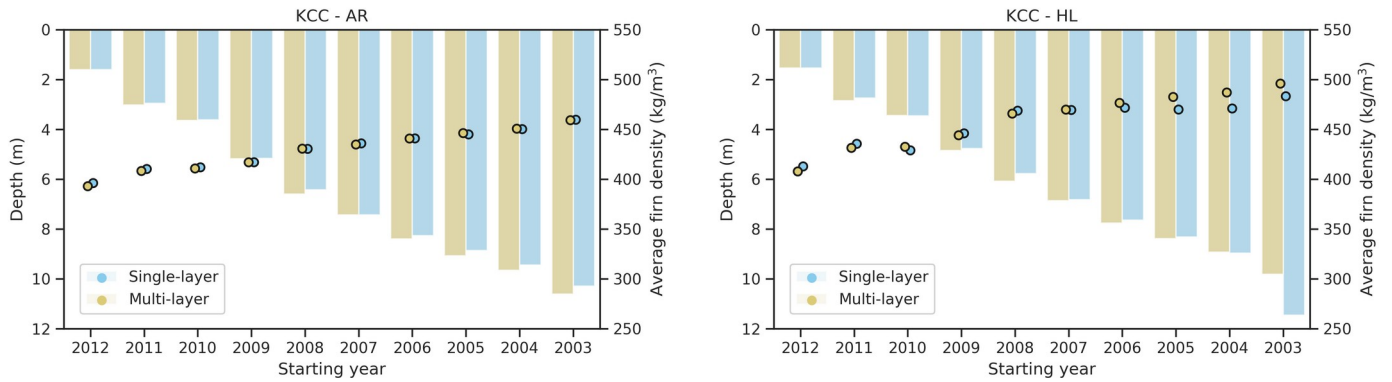 KCC - AR
0
2
4
6
8
10
12
Depth (m)
550
500
450
400
350
300
250
Average firn density (kg/m³)
Single-layer
Multi-layer
2012 2011 2010 2009 2008 2007 2006 2005 2004 2003
Starting year
KCC - HL
0
2
4
6
8
10
12
Depth (m)
550
500
450
400
350
300
250
Average firn density (kg/m³)
Single-layer
Multi-layer
2012 2011 2010 2009 2008 2007 2006 2005 2004 2003
Starting year